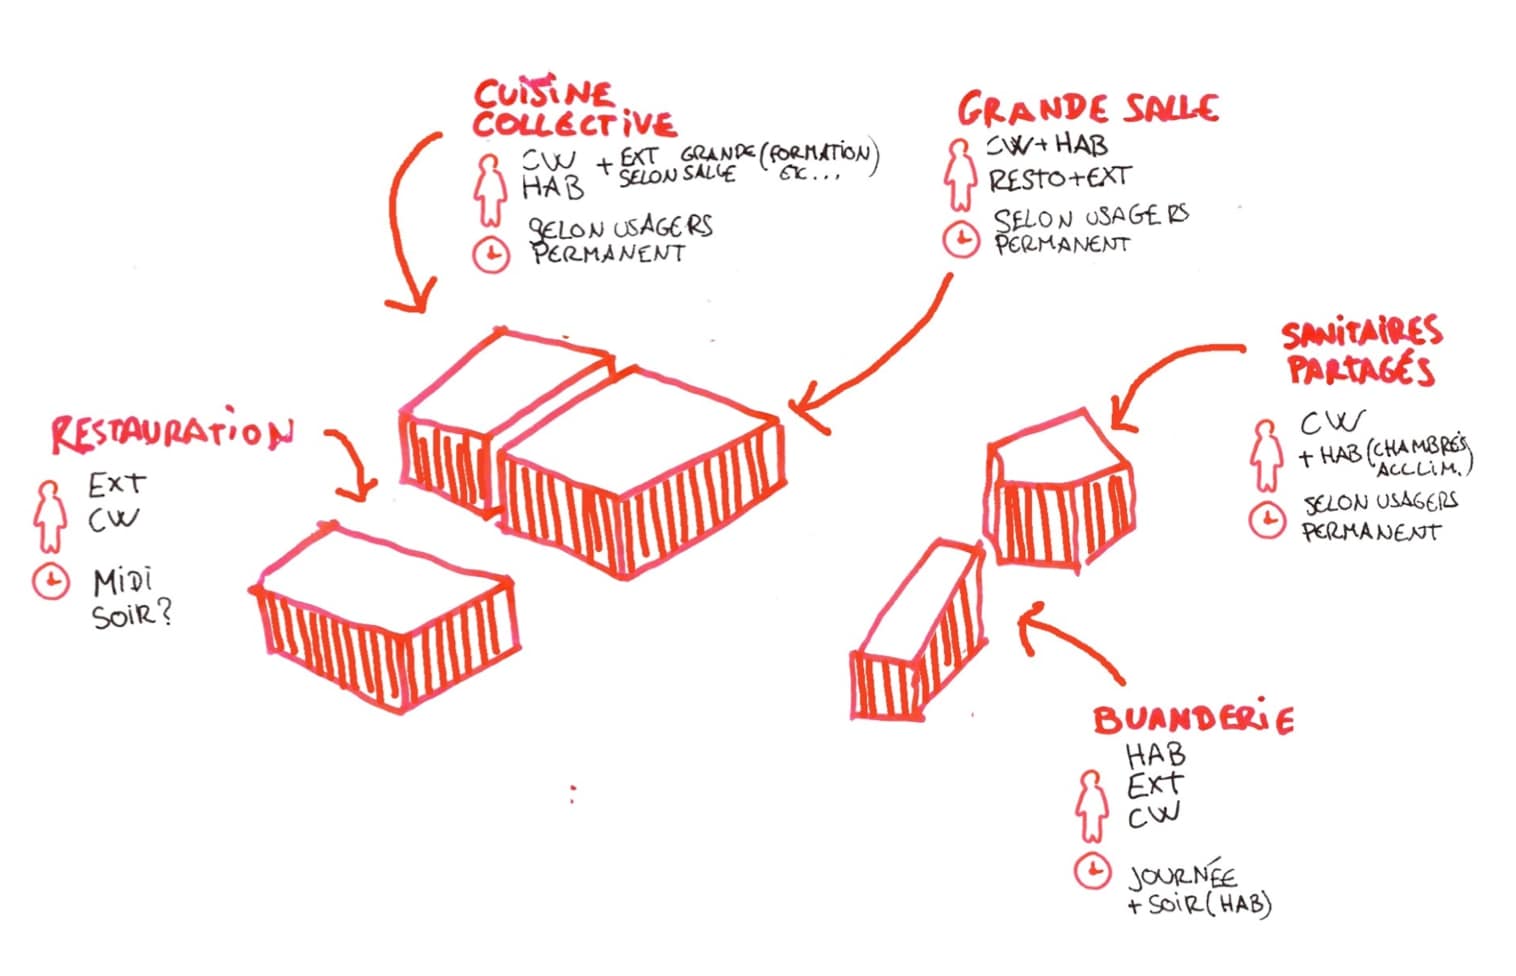 CUISINE
COLLECTIVE
CW + EXT GRANDE (FORMATION)
HAB SELON SALLE ETC...
SELON USAGERS
PERMANENT
GRANDE SALLE
CW + HAB
RESTO + EXT
SELON USAGERS
PERMANENT
SANITAIRES
PARTAGÉS
CW
+ HAB (CHAMBRES
ACCLIM.)
SELON USAGERS
PERMANENT
RESTAURATION
EXT
CW
MIDI
SOIR?
BUANDERIE
HAB
EXT
CW
JOURNÉE
+ SOIR (HAB)